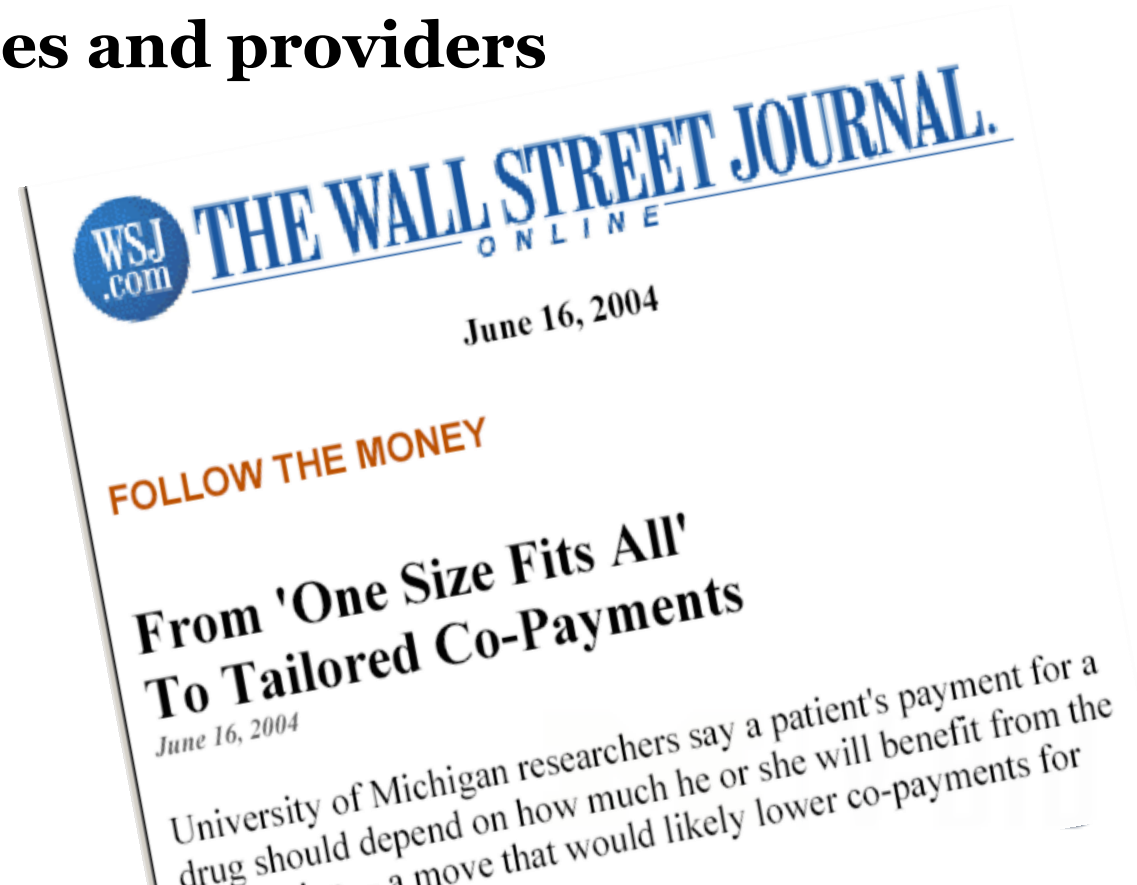 es and providers
WSJ
.com
THE WALL STREET JOURNAL.
ONLINE
June 16, 2004
FOLLOW THE MONEY
From 'One Size Fits All'
To Tailored Co-Payments
June 16, 2004
University of Michigan researchers say a patient's payment for a
drug should depend on how much he or she will benefit from the
a move that would likely lower co-payments for